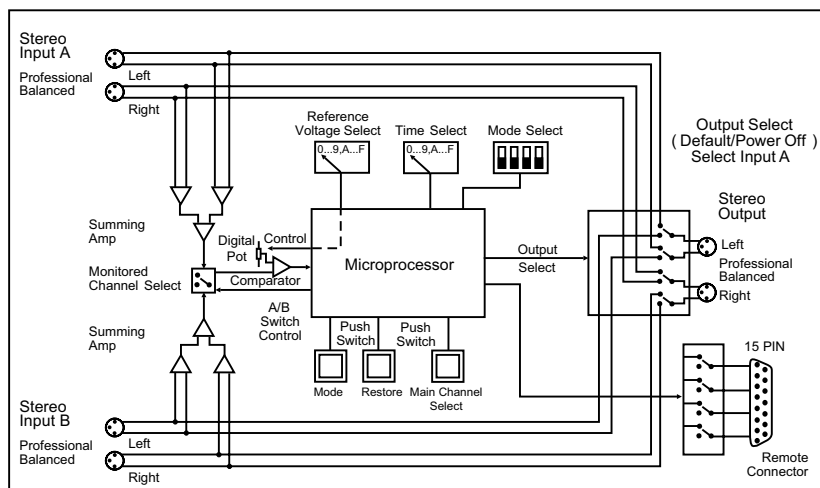 Stereo
Input A
Professional
Balanced
Left
Right
Reference
Voltage Select
0...9,A...F
Time Select
0...9,A...F
Mode Select
Output Select
( Default/Power Off )
Select Input A
Stereo
Output
Left
Professional
Balanced
Right
Summing
Amp
Digital
Pot
Control
Monitored
Channel Select
Comparator
Microprocessor
Output
Select
A/B
Switch
Control
Push
Switch
Push
Switch
Mode
Restore
Main Channel
Select
Summing
Amp
15 PIN
Remote
Connector
Stereo
Input B
Professional
Balanced
Left
Right